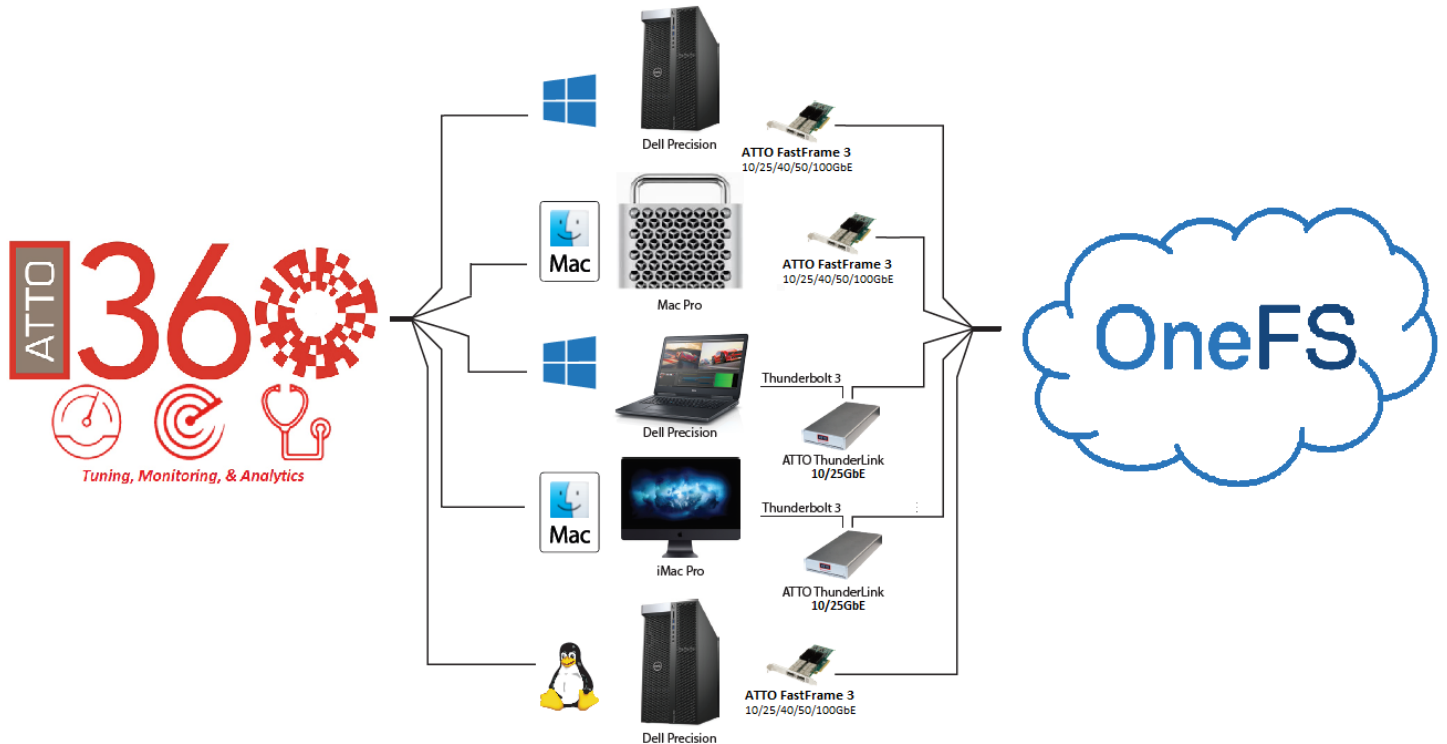 ATTO
360
Tuning, Monitoring, & Analytics
Dell Precision
ATTO FastFrame 3
10/25/40/50/100GbE
Mac
Mac Pro
ATTO FastFrame 3
10/25/40/50/100GbE
Dell Precision
Thunderbolt 3
ATTO ThunderLink
10/25GbE
Mac
iMac Pro
Thunderbolt 3
ATTO ThunderLink
10/25GbE
Dell Precision
ATTO FastFrame 3
10/25/40/50/100GbE
OneFS